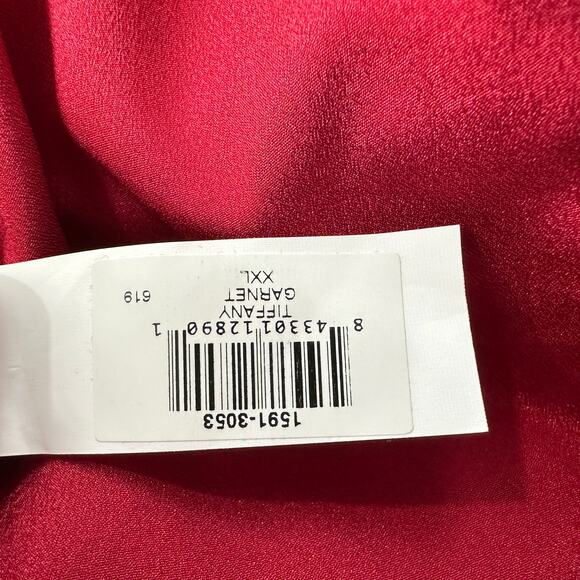 1591-3053
8 43301 12890 1
TIFFANY
GARNET
XXL
619